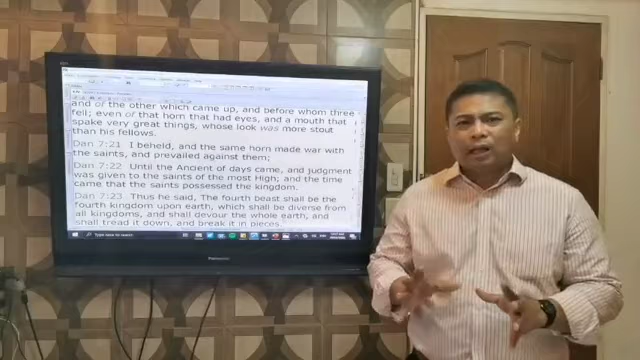 and of the other which came up, and before whom three
fell; even of that horn that had eyes, and a mouth that
spake very great things, whose look was more stout
than his fellows.
Dan 7:21 I beheld, and the same horn made war with
the saints, and prevailed against them;
Dan 7:22 Until the Ancient of days came, and judgment
was given to the saints of the most High; and the time
came that the saints possessed the kingdom.
Dan 7:23 Thus he said, The fourth beast shall be the
fourth kingdom upon earth, which shall be diverse from
all kingdoms, and shall devour the whole earth, and
shall tread it down, and break it in pieces.
Type here to search
Panasonic